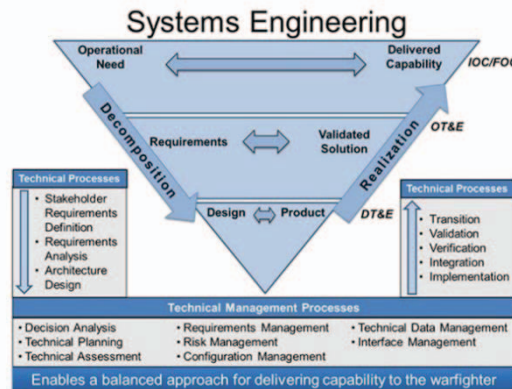 Systems Engineering
Operational
Need
Delivered
Capability
IOC/FOC
Decomposition
Realization
OT&E
Requirements
Validated
Solution
Design
Product
DT&E
Technical Processes
• Stakeholder
Requirements
Definition
• Requirements
Analysis
• Architecture
Design
Technical Processes
• Transition
• Validation
• Verification
• Integration
• Implementation
Technical Management Processes
• Decision Analysis
• Technical Planning
• Technical Assessment
• Requirements Management
• Risk Management
• Configuration Management
• Technical Data Management
• Interface Management
Enables a balanced approach for delivering capability to the warfighter